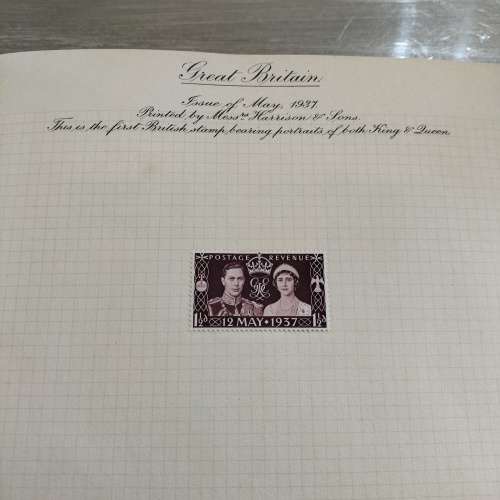 Great Britain
Issue of May, 1937
Printed by Messrs Harrison & Sons.
This is the first British stamp bearing portraits of both King & Queen
POSTAGE REVENUE
GRE
1½D 12 MAY · 1937 1½D